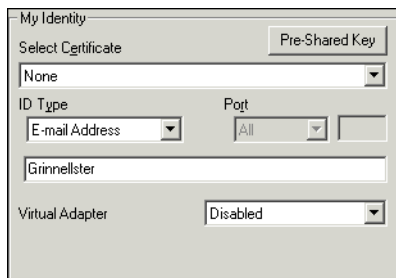 My Identity
Pre-Shared Key
Select Certificate
None
ID Type
Port
E-mail Address
All
Grinnellster
Virtual Adapter
Disabled